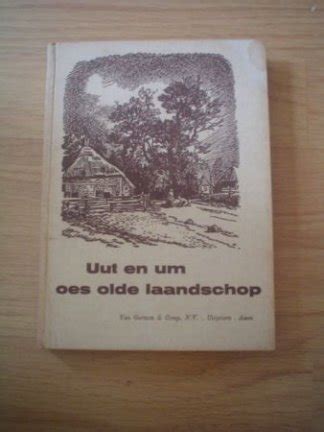 Uut en um
oes olde laandschop
Van Gorcum & Comp. N.V. - Uitgevers - Assen